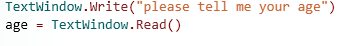 TextWindow.Write("please tell me your age")
age = TextWindow.Read()